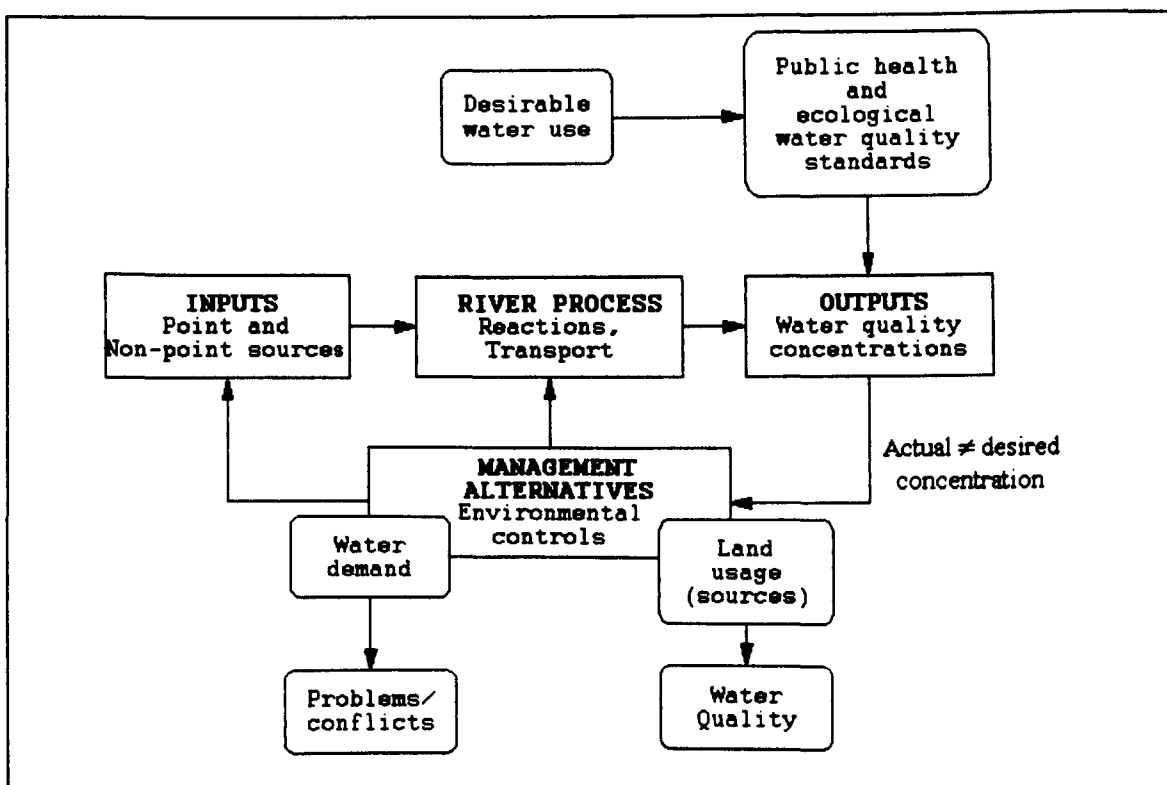 Desirable
water use
Public health
and
ecological
water quality
standards
INPUTS
Point and
Non-point sources
RIVER PROCESS
Reactions,
Transport
OUTPUTS
Water quality
concentrations
Actual ≠ desired
concentration
MANAGEMENT
ALTERNATIVES
Environmental
controls
Water
demand
Land
usage
(sources)
Problems/
conflicts
Water
Quality